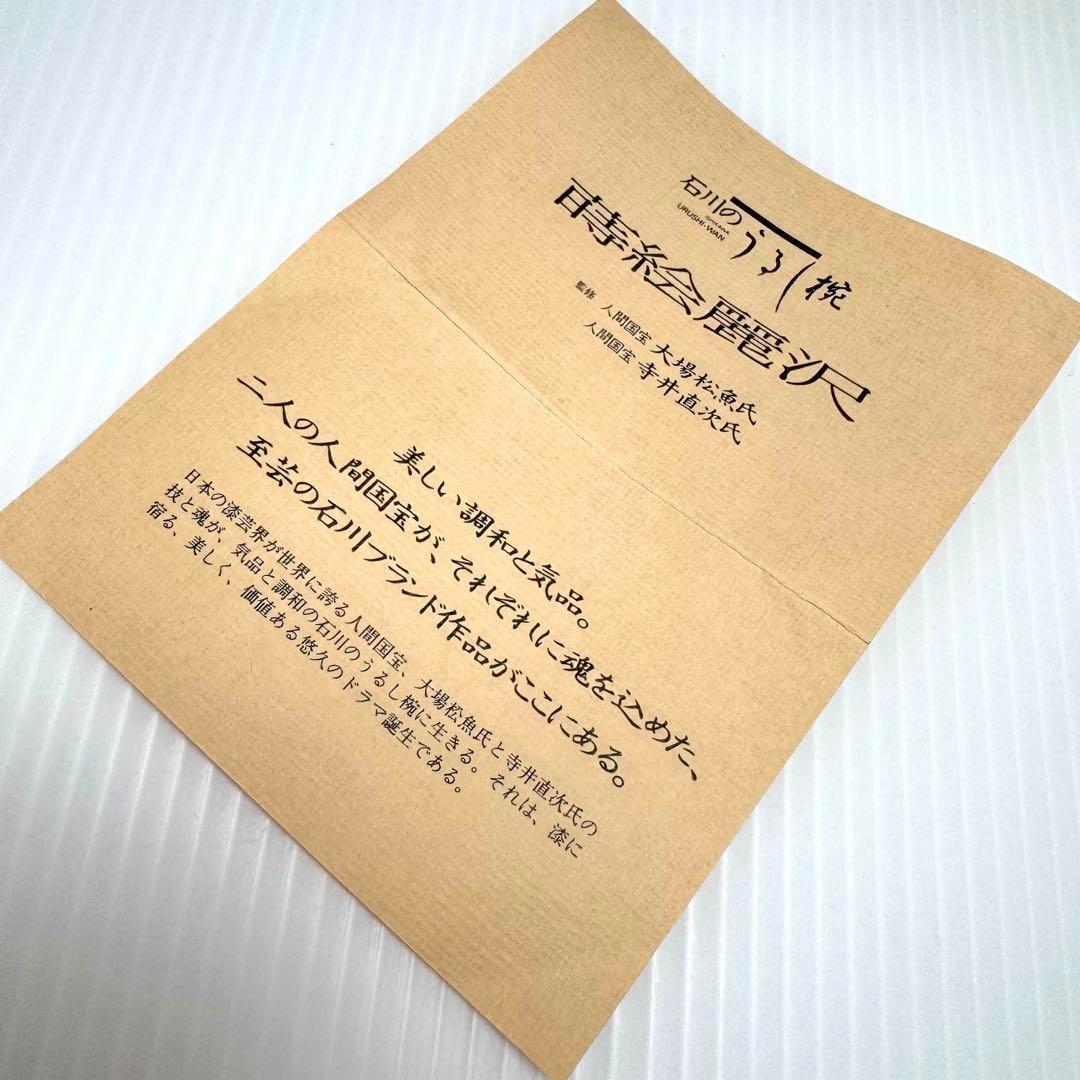 石川のうるし椀
ISHIKAWA
URUSHI-WAN
蒔絵麗沢
監修 人間国宝 大場松魚氏
人間国宝 寺井直次氏
美しい調和と気品。
二人の人間国宝が、それぞれに魂を込めた、
至芸の石川ブランド作品がここにある。
日本の漆芸界が世界に誇る人間国宝、大場松魚氏と寺井直次氏の
技と魂が、気品と調和の石川のうるし椀に生きる。それは、漆に
宿る、美しく、価値ある悠久のドラマ誕生である。